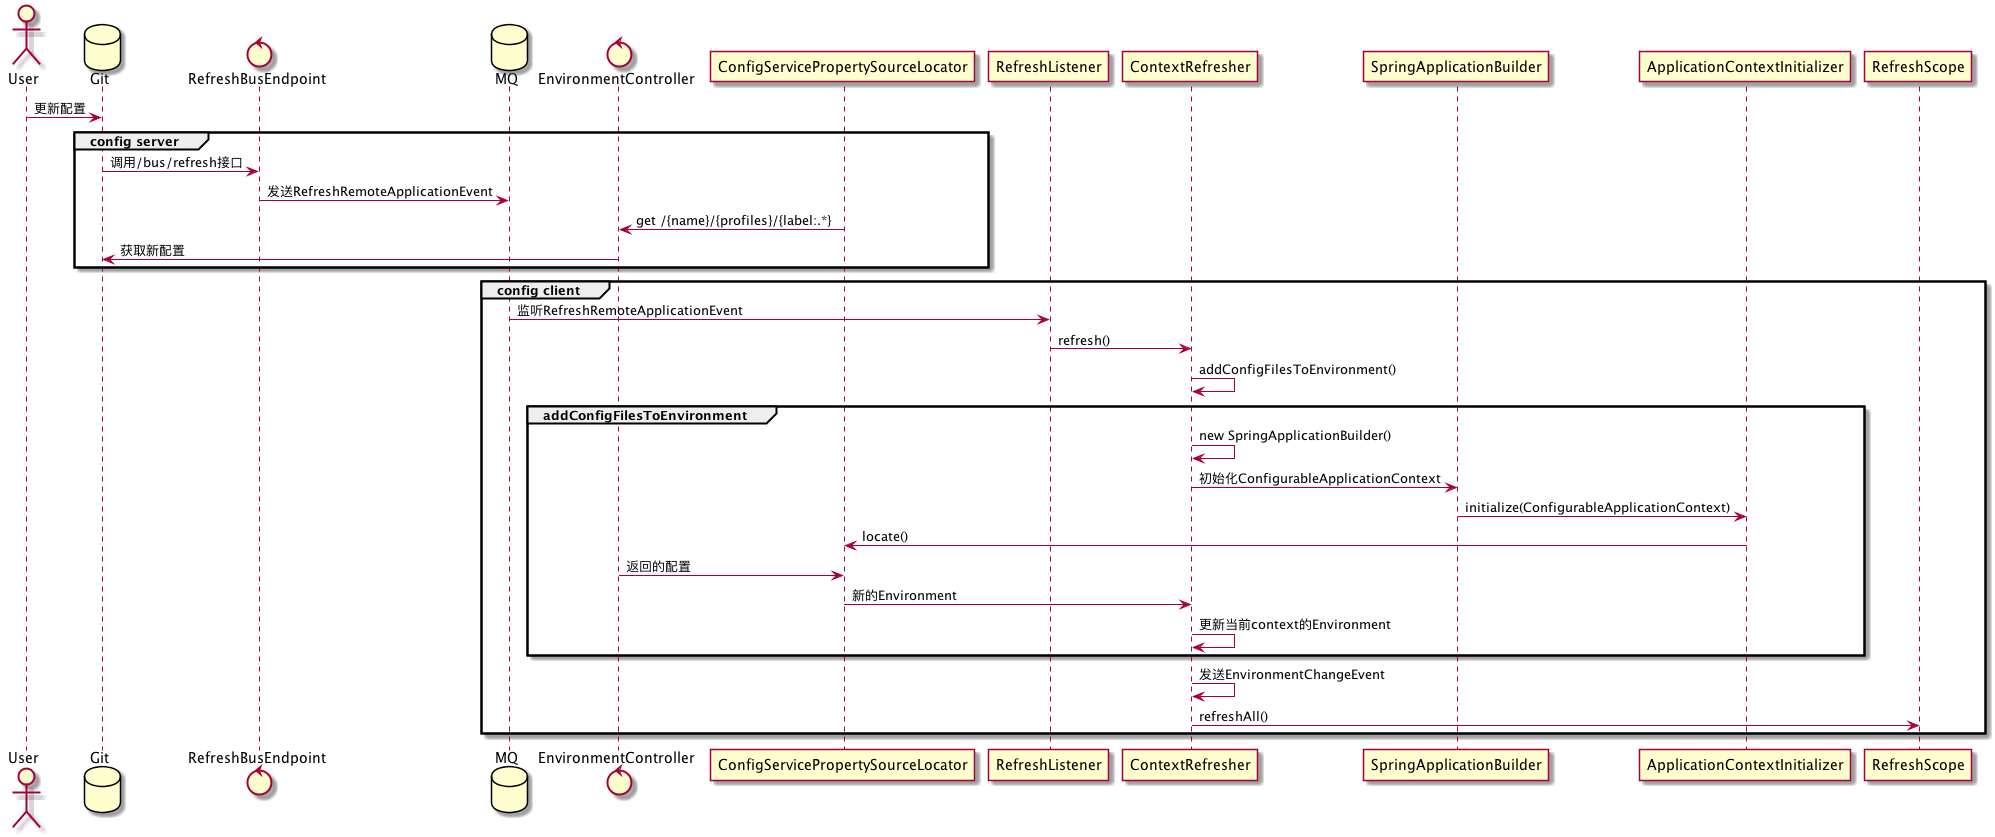 User
Git
RefreshBusEndpoint
MQ
EnvironmentController
ConfigServicePropertySourceLocator
RefreshListener
ContextRefresher
SpringApplicationBuilder
ApplicationContextInitializer
RefreshScope
更新配置
config server
调用/bus/refresh接口
发送RefreshRemoteApplicationEvent
get /{name}/{profiles}/{label:.*}
获取新配置
config client
监听RefreshRemoteApplicationEvent
refresh()
addConfigFilesToEnvironment()
addConfigFilesToEnvironment
new SpringApplicationBuilder()
初始化ConfigurableApplicationContext
initialize(ConfigurableApplicationContext)
locate()
返回的配置
新的Environment
更新当前context的Environment
发送EnvironmentChangeEvent
refreshAll()
User
Git
RefreshBusEndpoint
MQ
EnvironmentController
ConfigServicePropertySourceLocator
RefreshListener
ContextRefresher
SpringApplicationBuilder
ApplicationContextInitializer
RefreshScope